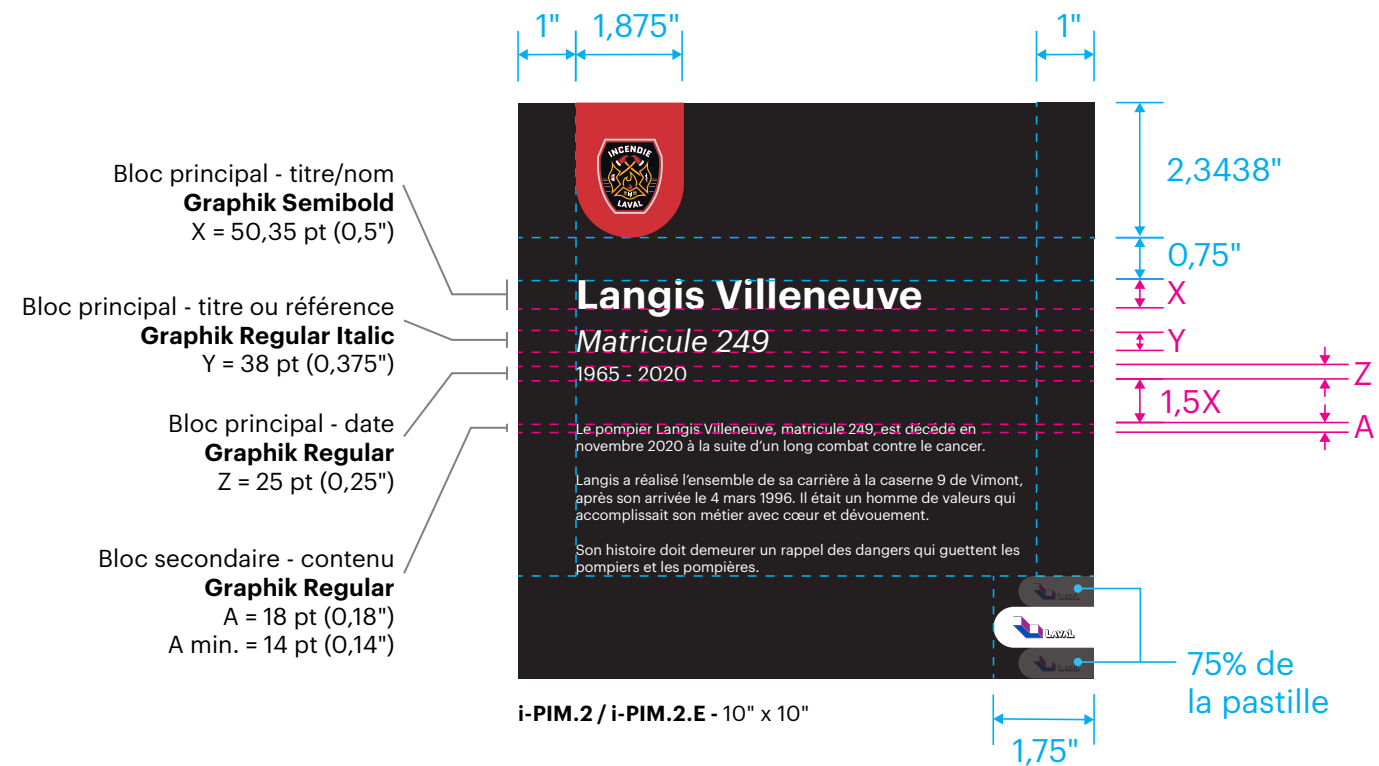 1" 1,875" 1"
Bloc principal - titre/nom
Graphik Semibold
X = 50,35 pt (0,5")
Bloc principal - titre ou référence
Graphik Regular Italic
Y = 38 pt (0,375")
Bloc principal - date
Graphik Regular
Z = 25 pt (0,25")
Bloc secondaire - contenu
Graphik Regular
A = 18 pt (0,18")
A min. = 14 pt (0,14")
INCENDIE
LAVAL
Langis Villeneuve
Matricule 249
1965 - 2020
Le pompier Langis Villeneuve, matricule 249, est décédé en
novembre 2020 à la suite d’un long combat contre le cancer.
Langis a réalisé l’ensemble de sa carrière à la caserne 9 de Vimont,
après son arrivée le 4 mars 1996. Il était un homme de valeurs qui
accomplissait son métier avec cœur et dévouement.
Son histoire doit demeurer un rappel des dangers qui guettent les
pompiers et les pompières.
LAVAL
LAVAL
LAVAL
2,3438"
0,75"
X
Y
Z
1,5X
A
75% de
la pastille
i-PIM.2 / i-PIM.2.E - 10" x 10"
1,75"